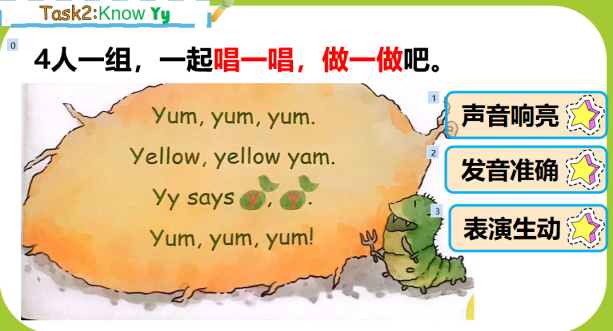 Task2:Know Yy
0
4人一组，一起唱一唱，做一做吧。
Yum, yum, yum.
Yellow, yellow yam.
Yy says y, y.
Yum, yum, yum!
1
声音响亮
2
发音准确
3
表演生动